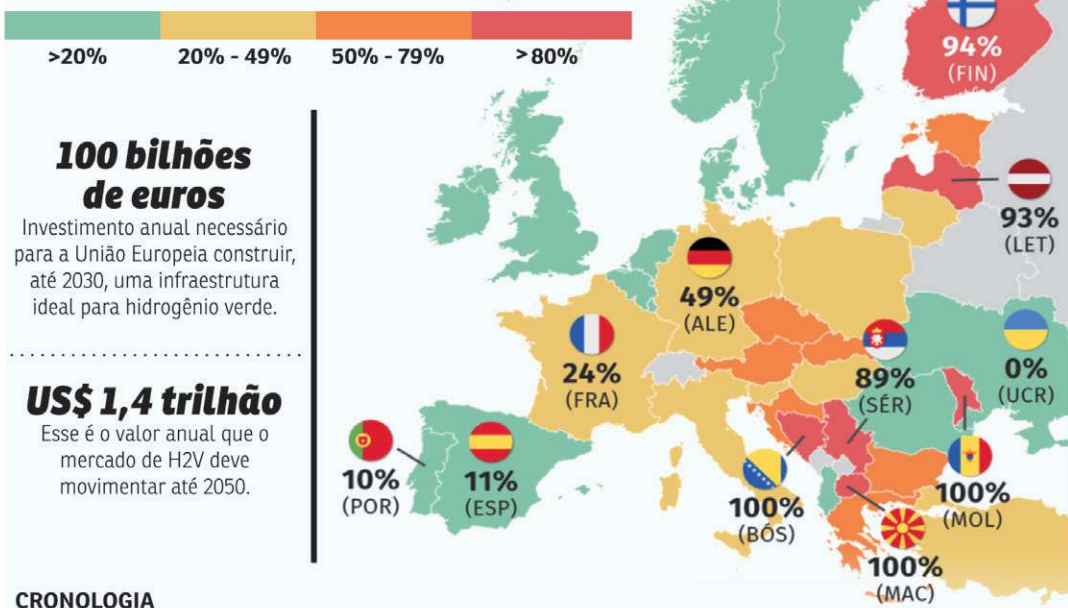 >20%
20% - 49%
50% - 79%
>80%
100 bilhões
de euros
Investimento anual necessário
para a União Europeia construir,
até 2030, uma infraestrutura
ideal para hidrogênio verde.
US$ 1,4 trilhão
Esse é o valor anual que o
mercado de H2V deve
movimentar até 2050.
94%
(FIN)
93%
(LET)
49%
(ALE)
24%
(FRA)
89%
(SÉR)
0%
(UCR)
10%
(POR)
11%
(ESP)
100%
(BÓS)
100%
(MOL)
100%
(MAC)
CRONOLOGIA